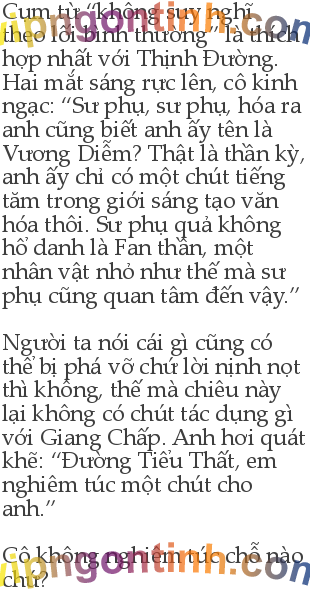 Cụm từ “không suy nghĩ
theo lối bình thường” là thích
hợp nhất với Thịnh Đường.
Hai mắt sáng rực lên, cô kinh
ngạc: “Sư phụ, sư phụ, hóa ra
anh cũng biết anh ấy tên là
Vương Diễm? Thật là thần kỳ,
anh ấy chỉ có một chút tiếng
tăm trong giới sáng tạo văn
hóa thôi. Sư phụ quả không
hổ danh là Fan thần, một
nhân vật nhỏ như thế mà sư
phụ cũng quan tâm đến vậy.”
Người ta nói cái gì cũng có
thể bị phá vỡ chứ lời nịnh nọt
thì không, thế mà chiêu này
lại không có chút tác dụng gì
với Giang Chấp. Anh hơi quát
khẽ: “Đường Tiểu Thất, em
nghiêm túc một chút cho
anh.”
Cô không nghiêm túc chỗ nào
chứ?
vipngontinh.com
vipngontinh.com